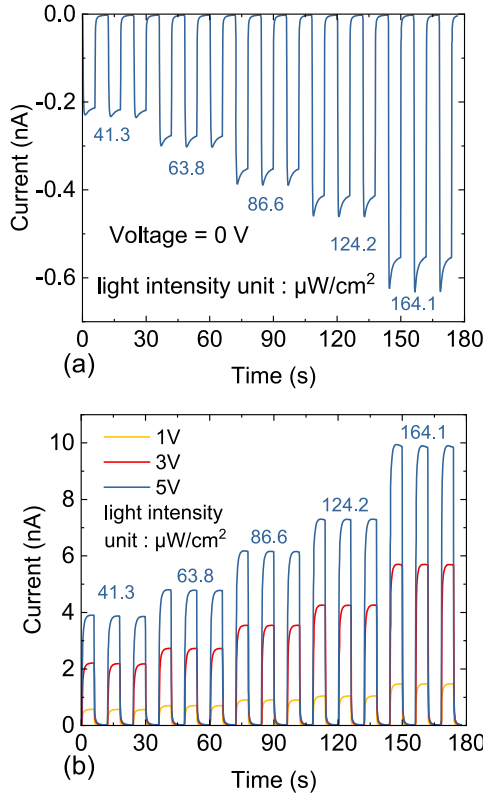 0.0
-0.2
-0.4
-0.6
Current (nA)
41.3
63.8
86.6
124.2
164.1
Voltage = 0 V
light intensity unit : μW/cm²
0 30 60 90 120 150 180
(a)
Time (s)
10
8
6
4
2
0
Current (nA)
1V
3V
5V
light intensity
unit : μW/cm²
41.3
63.8
86.6
124.2
164.1
0 30 60 90 120 150 180
(b)
Time (s)